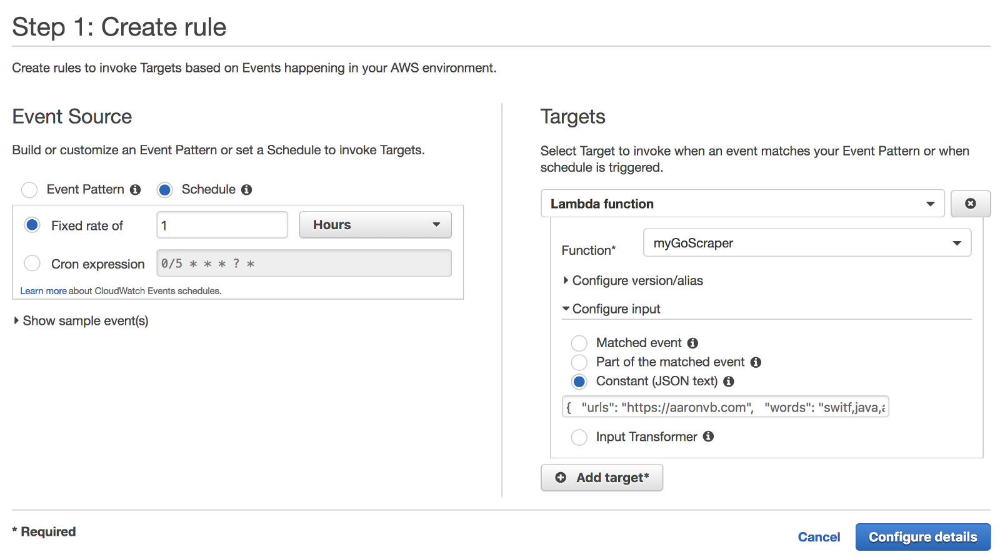 Step 1: Create rule
Create rules to invoke Targets based on Events happening in your AWS environment.
Event Source
Build or customize an Event Pattern or set a Schedule to invoke Targets.
Event Pattern
Schedule
Fixed rate of
1
Hours
Cron expression
0/5 * * * ? *
Learn more about CloudWatch Events schedules.
Show sample event(s)
Targets
Select Target to invoke when an event matches your Event Pattern or when
schedule is triggered.
Lambda function
Function*
myGoScraper
Configure version/alias
Configure input
Matched event
Part of the matched event
Constant (JSON text)
{ "urls": "https://aaronvb.com", "words": "switf,java,
Input Transformer
Add target*
* Required
Cancel
Configure details